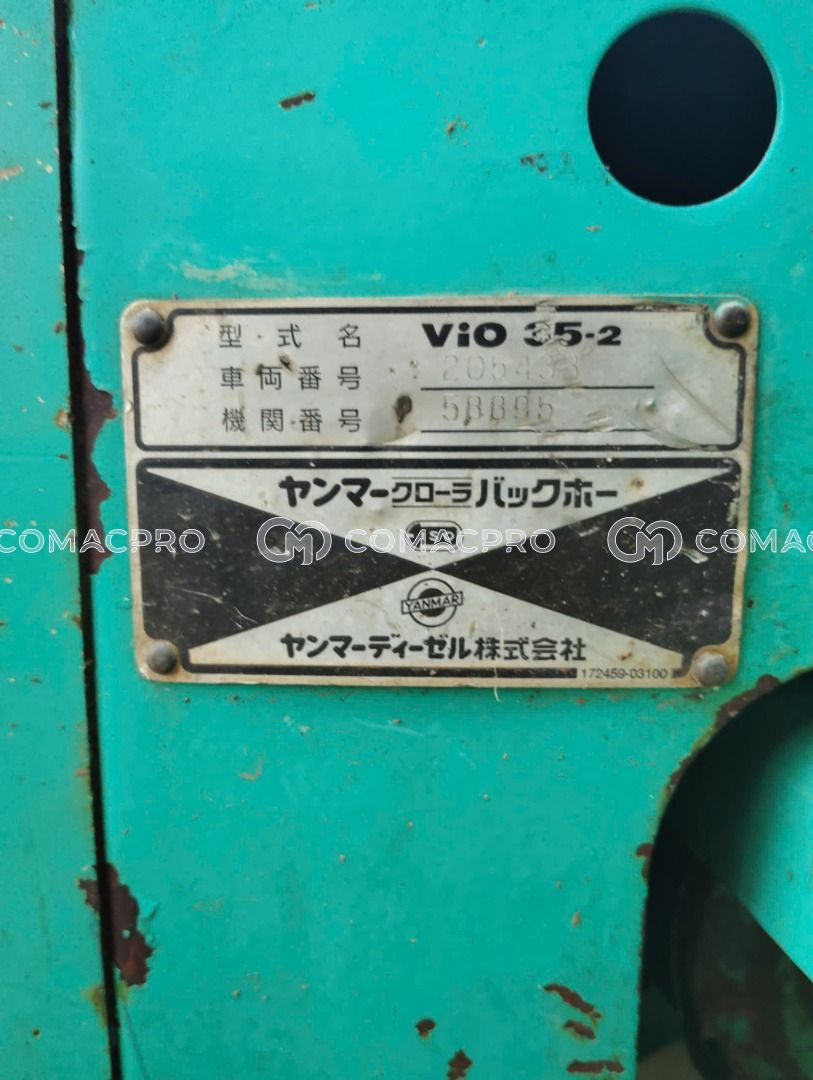 型式名 ViO 35-2
車両番号 205433
機関番号 5BB95
ヤンマークローラバックホー
COMACPRO COMACPRO COMACPRO
YANMAR
ヤンマーディーゼル株式会社
172459-03100